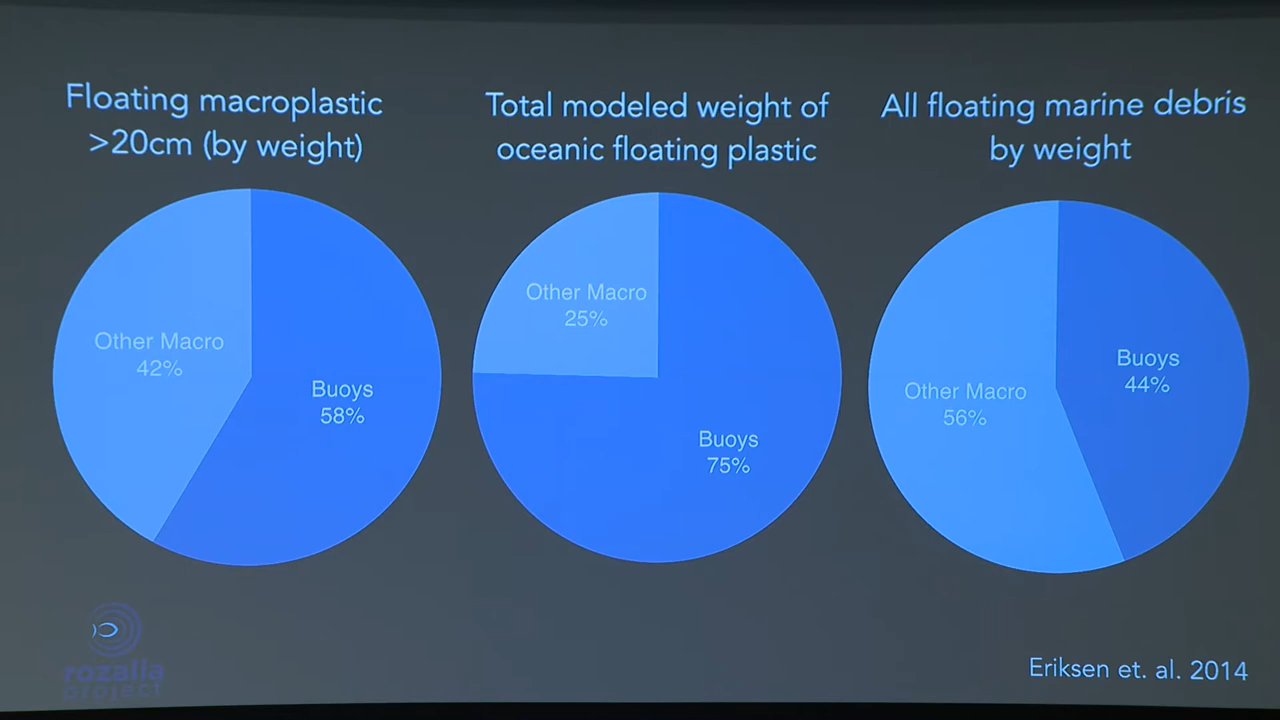 Floating macroplastic
>20cm (by weight)
Other Macro
42%
Buoys
58%
Total modeled weight of
oceanic floating plastic
Other Macro
25%
Buoys
75%
All floating marine debris
by weight
Other Macro
56%
Buoys
44%
rozalia
project
Eriksen et. al. 2014